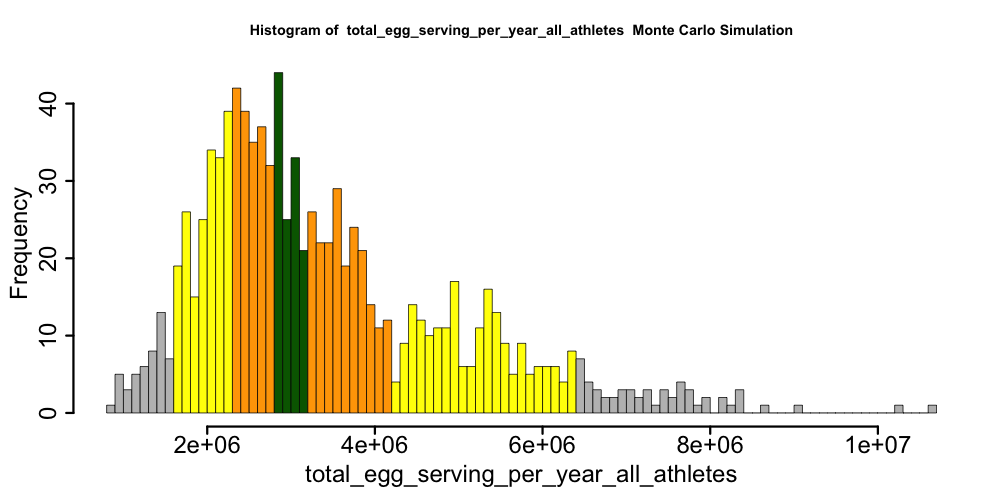 Histogram of  total_egg_serving_per_year_all_athletes  Monte Carlo Simulation
Frequency
40
30
20
10
0
2e+06 4e+06 6e+06 8e+06 1e+07
total_egg_serving_per_year_all_athletes